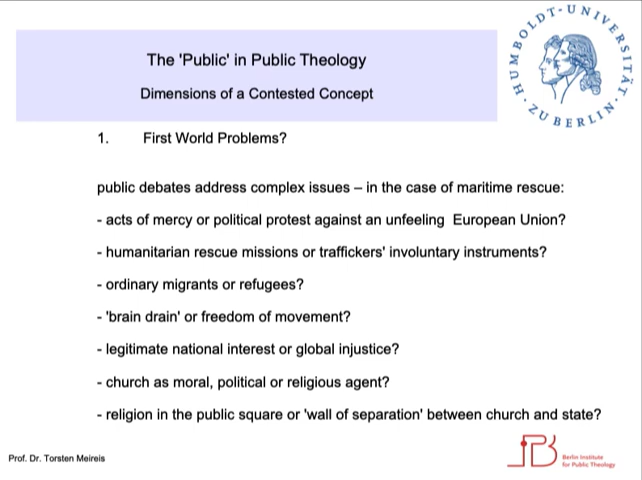 The 'Public' in Public Theology
Dimensions of a Contested Concept
HUMBOLDT-UNIVERSITÄT · ZU BERLIN ·
1. First World Problems?
public debates address complex issues – in the case of maritime rescue:
- acts of mercy or political protest against an unfeeling European Union?
- humanitarian rescue missions or traffickers' involuntary instruments?
- ordinary migrants or refugees?
- 'brain drain' or freedom of movement?
- legitimate national interest or global injustice?
- church as moral, political or religious agent?
- religion in the public square or 'wall of separation' between church and state?
Prof. Dr. Torsten Meireis
Berlin Institute
for Public Theology